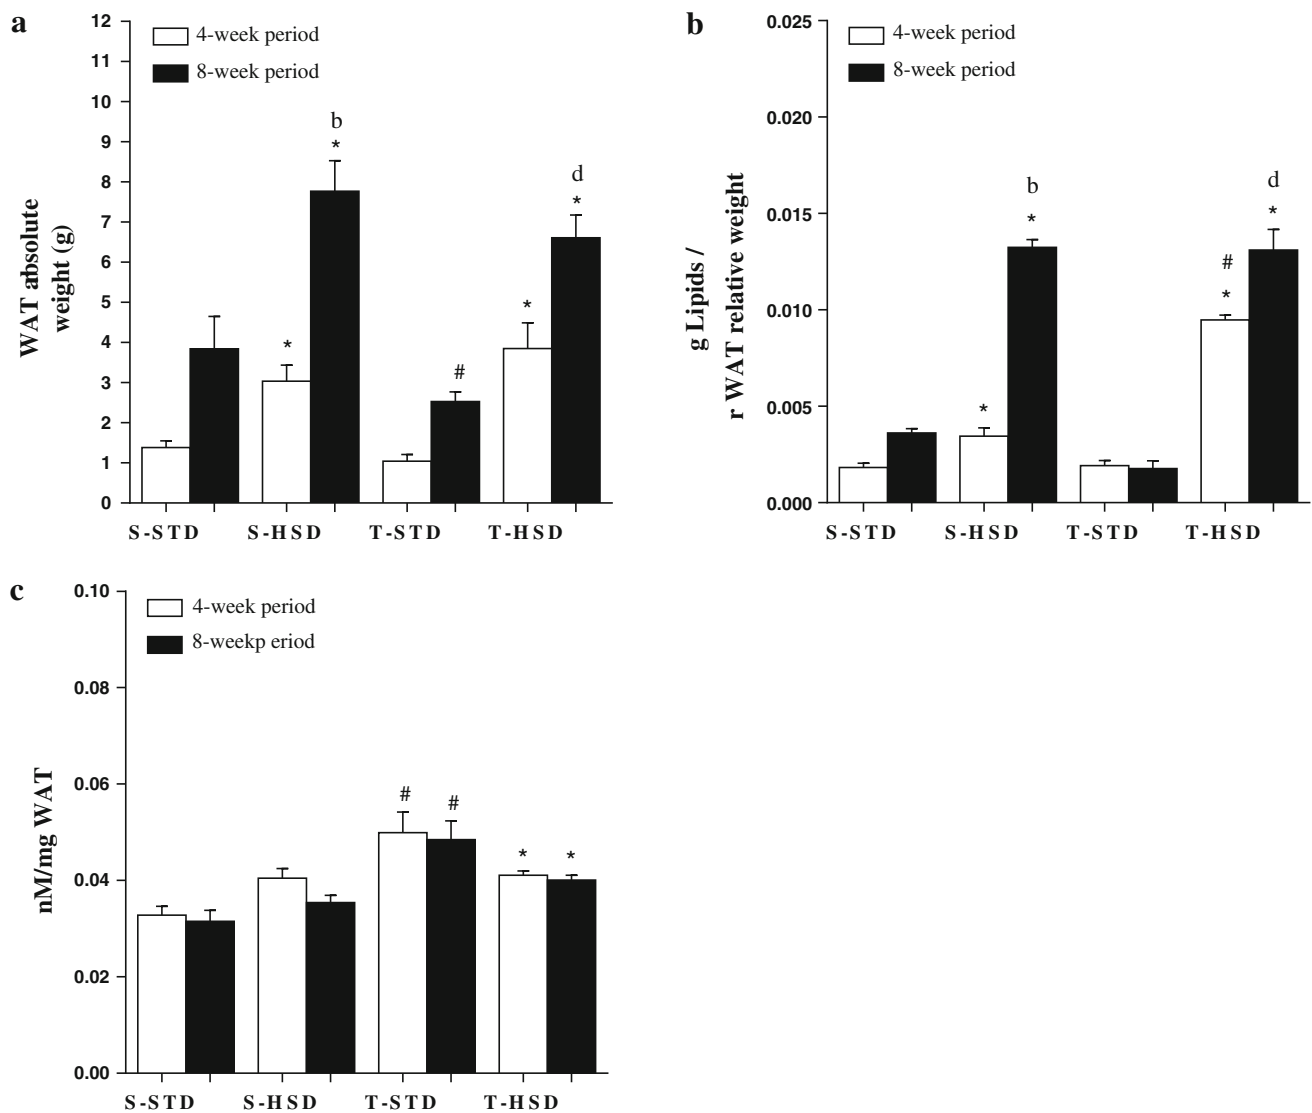 a
12
11
10
9
8
7
6
5
4
3
2
1
0
WAT absolute
weight (g)
4-week period
8-week period
*
b
*
#
*
d
*
S-STD
S-HSD
T-STD
T-HSD
b
0.025
0.020
0.015
0.010
0.005
0.000
g Lipids /
r WAT relative weight
4-week period
8-week period
*
b
*
#
*
d
*
S-STD
S-HSD
T-STD
T-HSD
c
0.10
0.08
0.06
0.04
0.02
0.00
nM/mg WAT
4-week period
8-weekp eriod
#
#
*
*
S-STD
S-HSD
T-STD
T-HSD